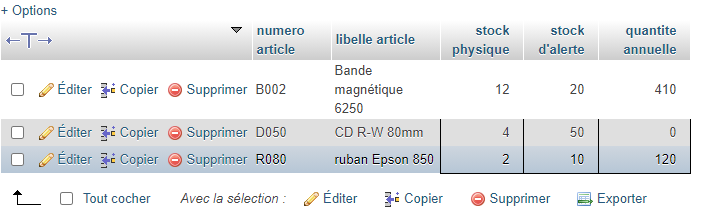 + Options
numero article libelle article stock physique stock d'alerte quantite annuelle
Éditer Copier Supprimer B002 Bande magnétique 6250 12 20 410
Éditer Copier Supprimer D050 CD R-W 80mm 4 50 0
Éditer Copier Supprimer R080 ruban Epson 850 2 10 120
Tout cocher Avec la sélection : Éditer Copier Supprimer Exporter